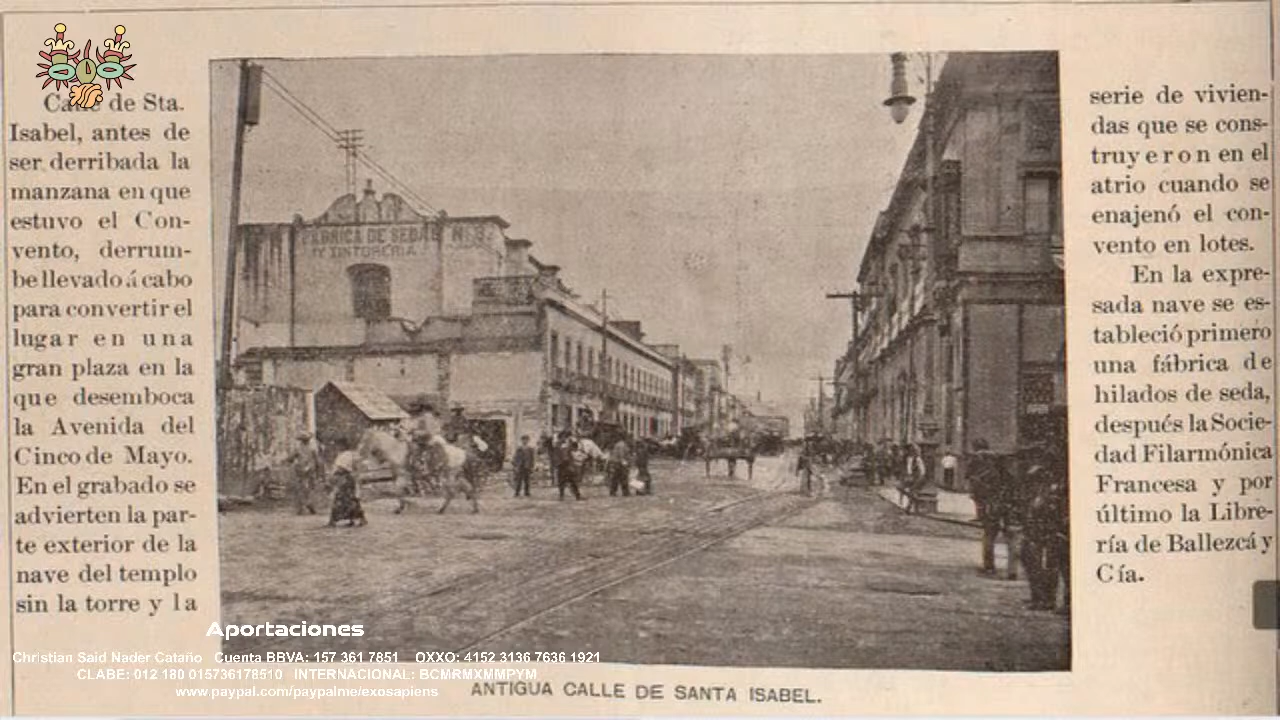 Calle de Sta.
Isabel, antes de
ser derribada la
manzana en que
estuvo el Con-
vento, derrum-
be llevado á cabo
para convertir el
lugar en una
gran plaza en la
que desemboca
la Avenida del
Cinco de Mayo.
En el grabado se
advierten la par-
te exterior de la
nave del templo
sin la torre y la
FABRICA DE SEDAS Nº 9.
Y TINTORERIA
serie de vivien-
das que se cons-
truyeron en el
atrio cuando se
enajenó el con-
vento en lotes.
En la expre-
sada nave se es-
tableció primero
una fábrica de
hilados de seda,
después la Socie-
dad Filarmónica
Francesa y por
último la Libre-
ría de Ballezcá y
Cía.
Aportaciones
Christian Said Nader Cataño Cuenta BBVA: 157 361 7851 OXXO: 4152 3136 7636 1921
CLABE: 012 180 015736178510 INTERNACIONAL: BCMRMXMMPYM
www.paypal.com/paypalme/exosapiens
ANTIGUA CALLE DE SANTA ISABEL.